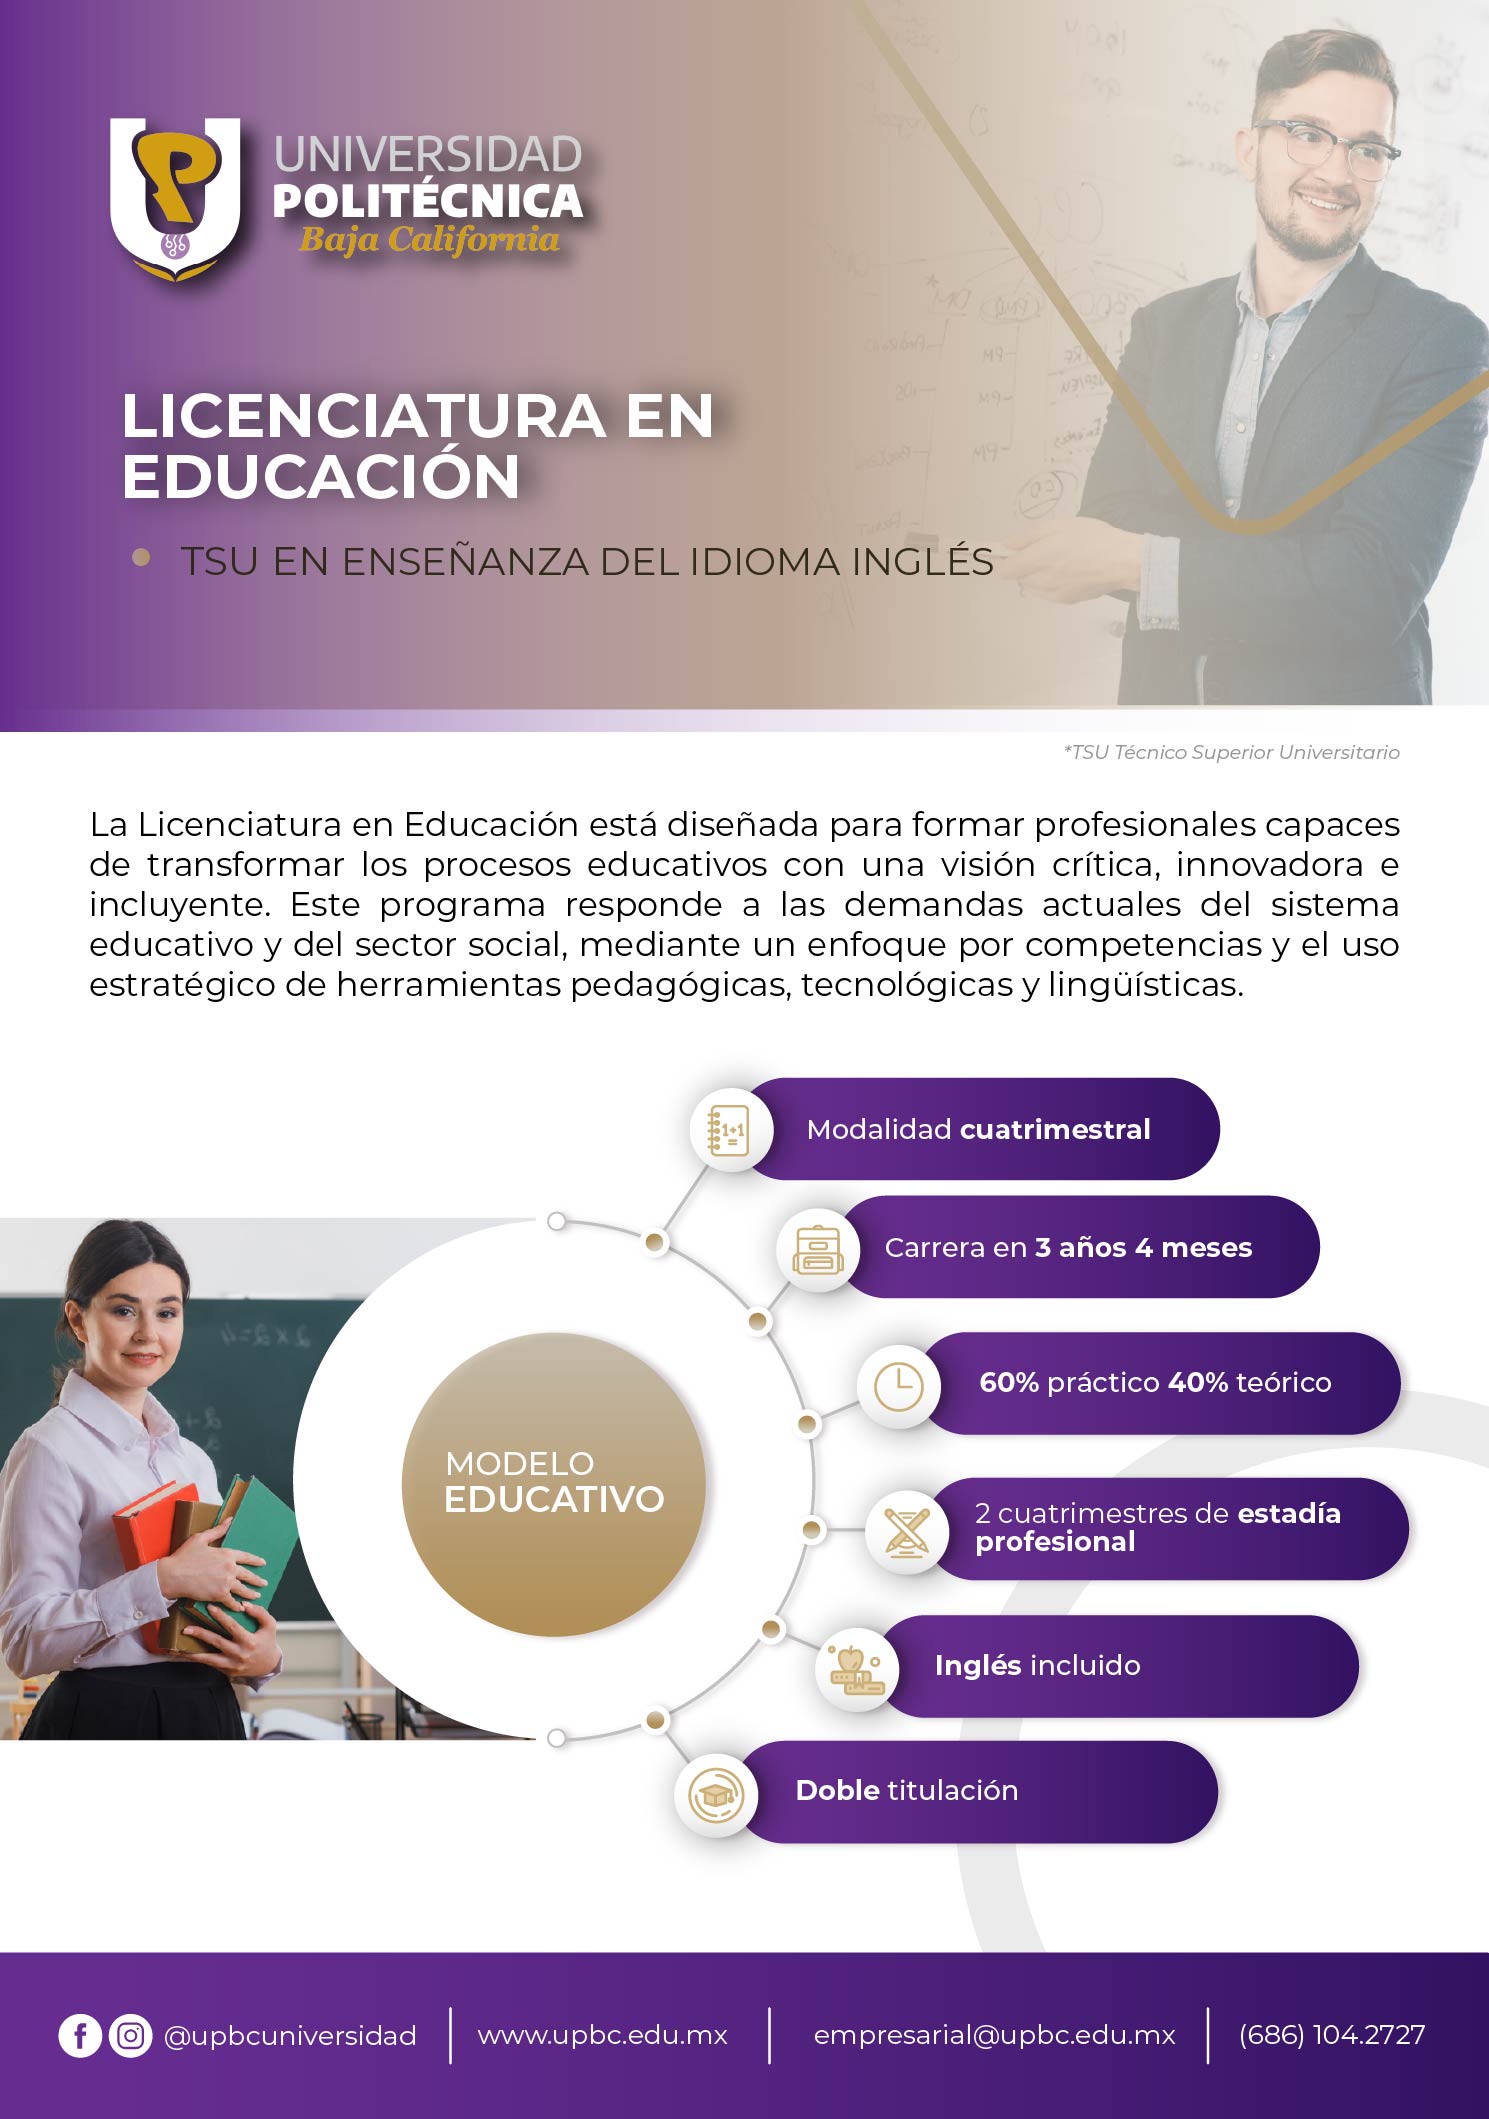 UNIVERSIDAD
POLITÉCNICA
Baja California
LICENCIATURA EN
EDUCACIÓN
TSU EN ENSEÑANZA DEL IDIOMA INGLÉS
*TSU Técnico Superior Universitario
La Licenciatura en Educación está diseñada para formar profesionales capaces
de transformar los procesos educativos con una visión crítica, innovadora e
incluyente. Este programa responde a las demandas actuales del sistema
educativo y del sector social, mediante un enfoque por competencias y el uso
estratégico de herramientas pedagógicas, tecnológicas y lingüísticas.
MODELO
EDUCATIVO
1+1
=
Modalidad cuatrimestral
Carrera en 3 años 4 meses
60% práctico 40% teórico
2 cuatrimestres de estadía
profesional
Inglés incluido
Doble titulación
@upbcuniversidad
www.upbc.edu.mx
empresarial@upbc.edu.mx
(686) 104.2727